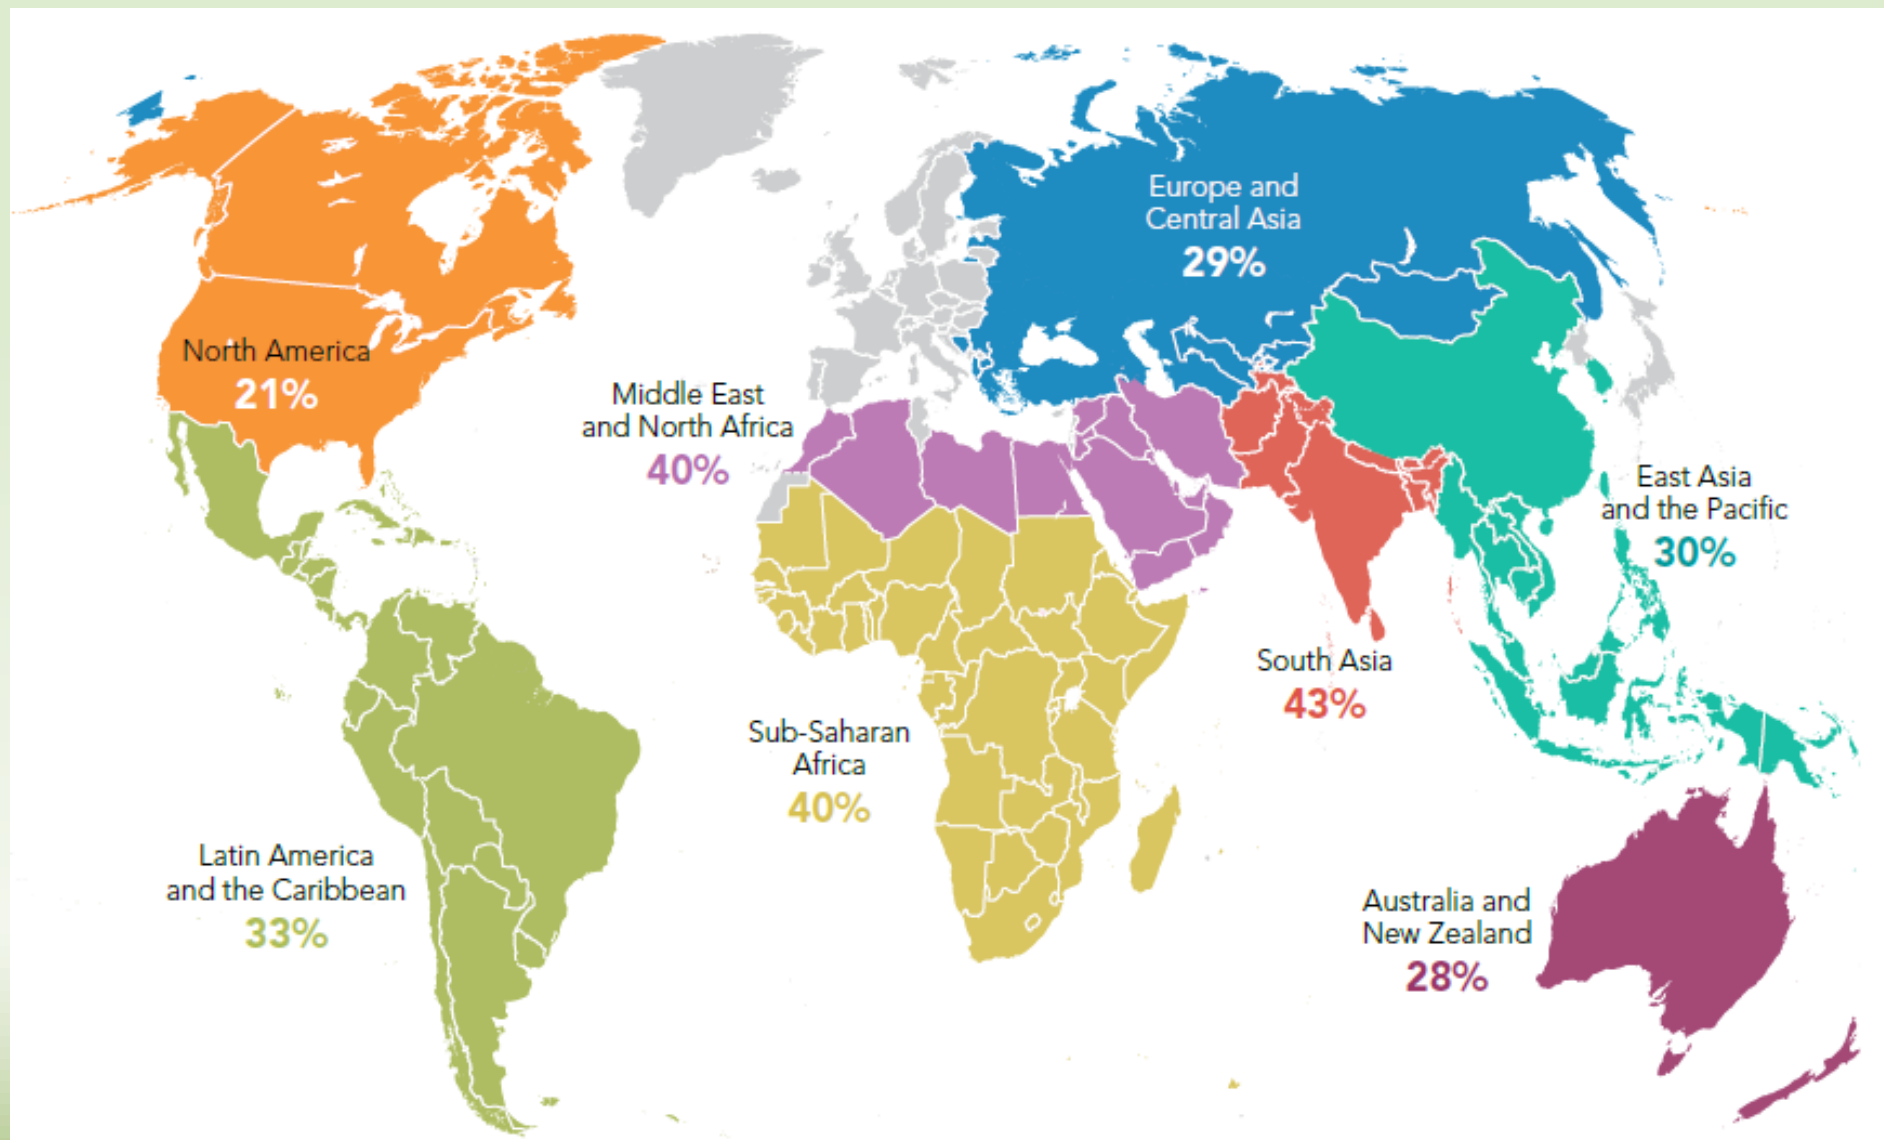 Europe and
Central Asia
29%
North America
21%
Middle East
and North Africa
40%
East Asia
and the Pacific
30%
South Asia
43%
Sub-Saharan
Africa
40%
Latin America
and the Caribbean
33%
Australia and
New Zealand
28%